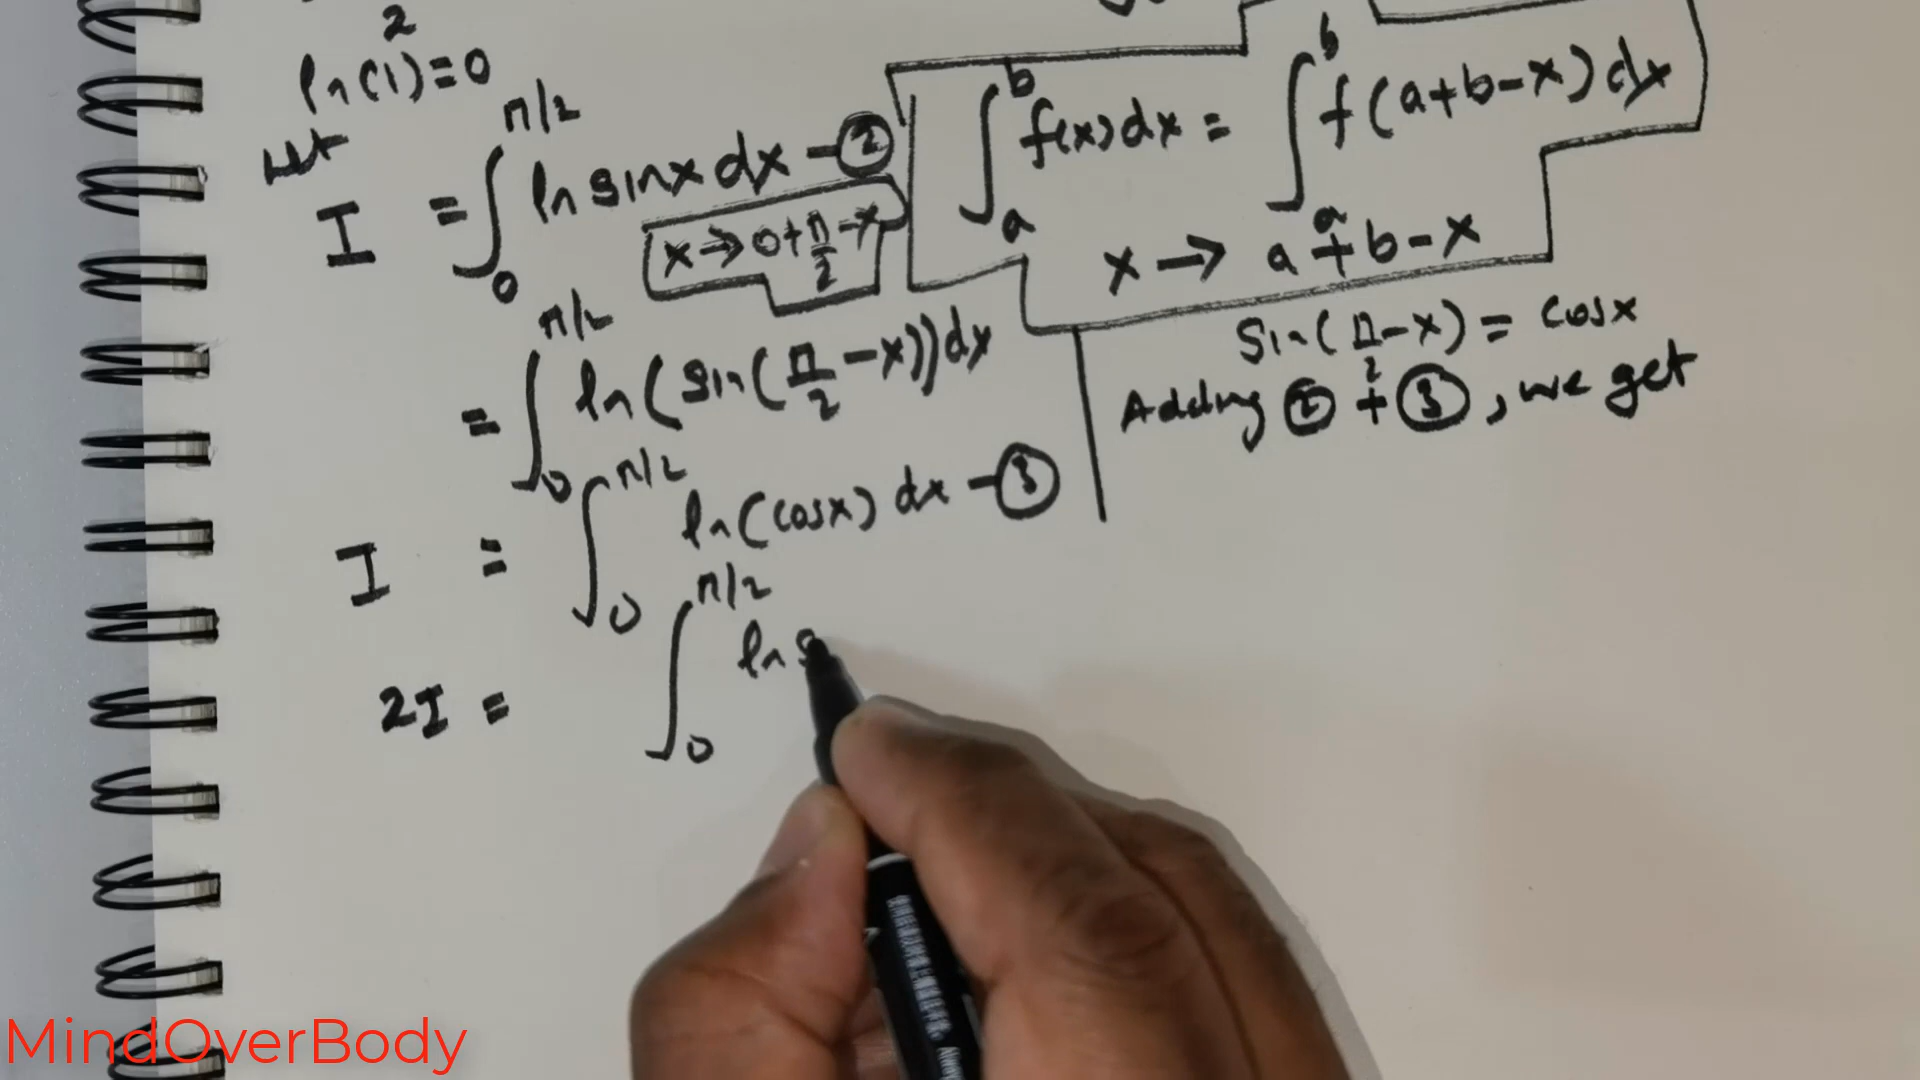 2
ln(1)=0
Let
I = ∫₀^π/2 ln sinx dx – ②
x → 0+π/2-x
∫ₐᵇ f(x)dx = ∫ₐᵇ f(a+b-x)dx
x → a+b-x
= ∫₀^π/2 ln(sin(π/2-x))dx
Sin(π/2-x) = cosx
Adding ② + ③, we get
I = ∫₀^π/2 ln(cosx) dx – ③
2I = ∫₀^π/2 ln s
MindOverBody